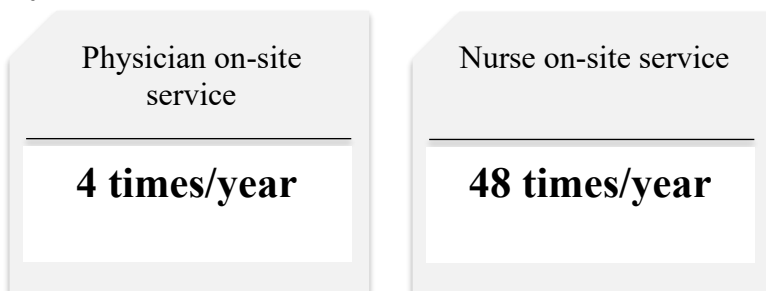 Physician on-site
service
4 times/year
Nurse on-site service
48 times/year